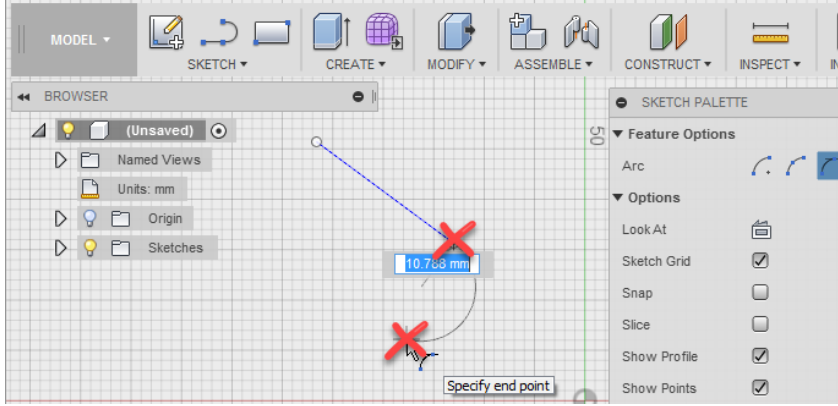 MODEL
SKETCH
CREATE
MODIFY
ASSEMBLE
CONSTRUCT
INSPECT
BROWSER
(Unsaved)
Named Views
Units: mm
Origin
Sketches
50
10.788 mm
Specify end point
SKETCH PALETTE
Feature Options
Arc
Options
Look At
Sketch Grid
Snap
Slice
Show Profile
Show Points